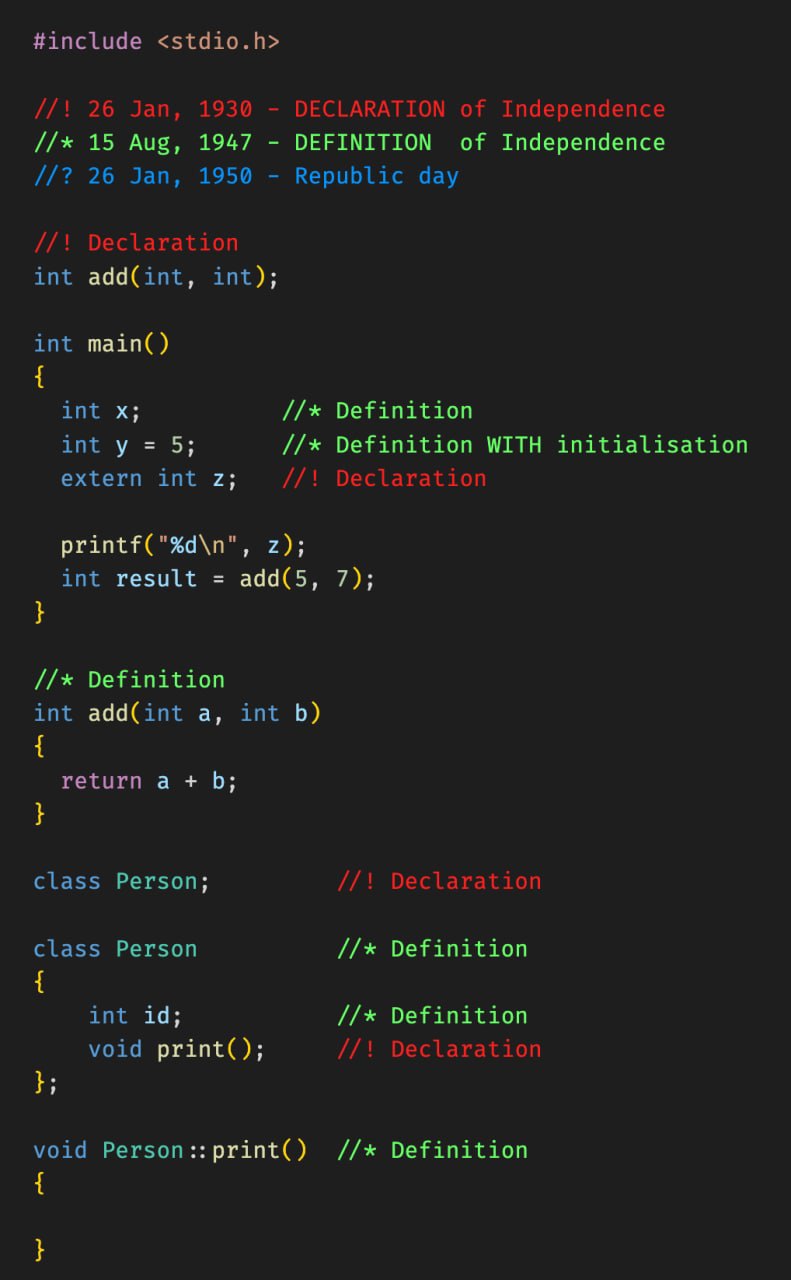 #include <stdio.h>
//! 26 Jan, 1930 - DECLARATION of Independence
//* 15 Aug, 1947 - DEFINITION  of Independence
//? 26 Jan, 1950 - Republic day
//! Declaration
int add(int, int);
int main()
{
  int x;          //* Definition
  int y = 5;      //* Definition WITH initialisation
  extern int z;   //! Declaration
  printf("%d\n", z);
  int result = add(5, 7);
}
//* Definition
int add(int a, int b)
{
  return a + b;
}
class Person;         //! Declaration
class Person          //* Definition
{
    int id;           //* Definition
    void print();     //! Declaration
};
void Person::print()  //* Definition
{
}